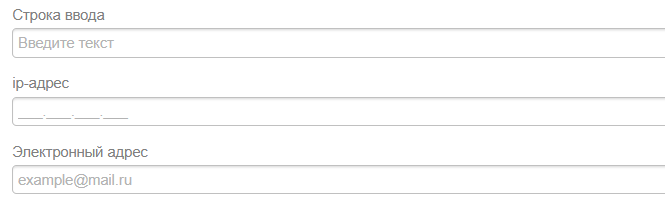 Строка ввода
Введите текст
ip-адрес
___.___.___.___
Электронный адрес
example@mail.ru